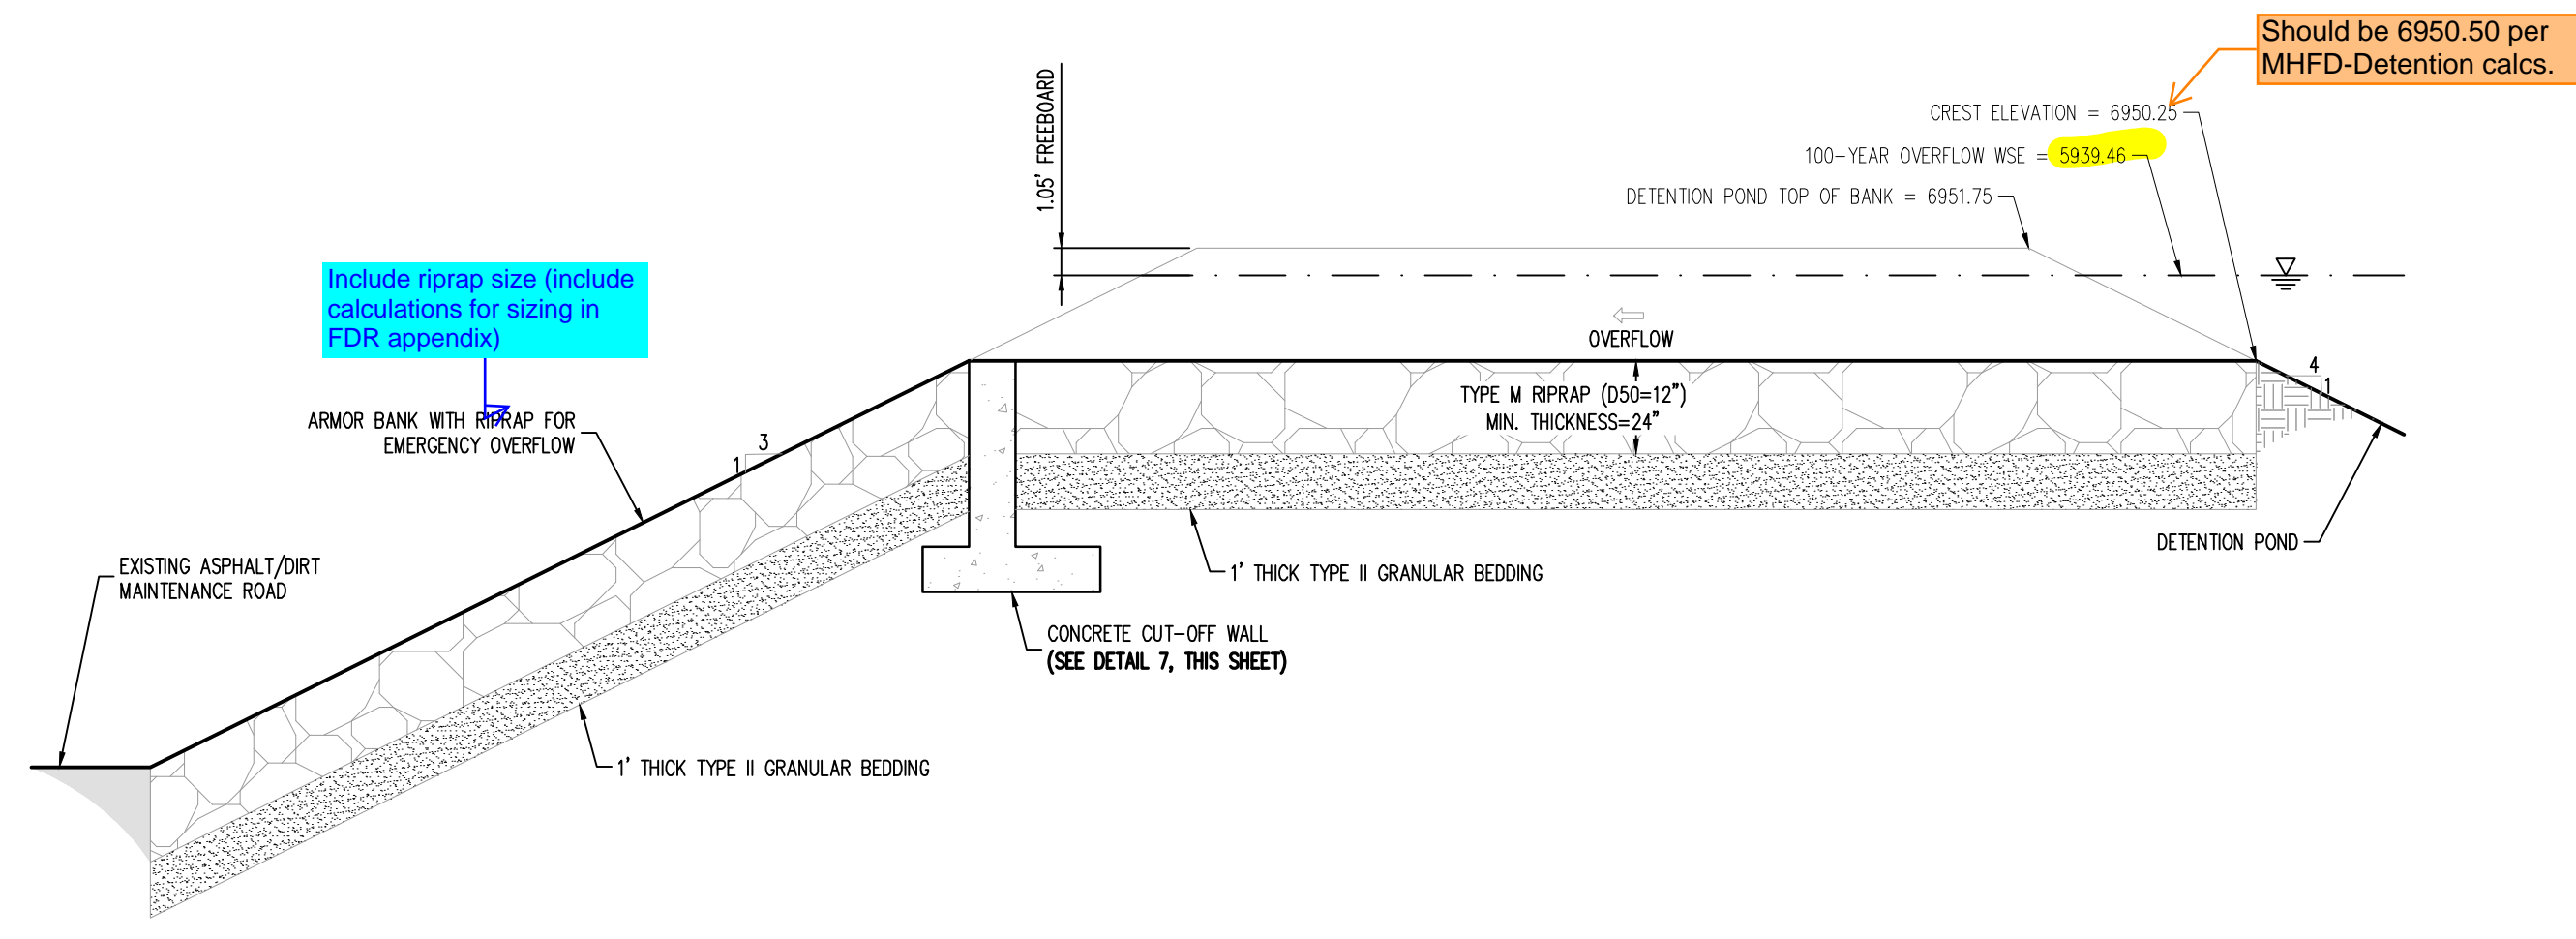 Should be 6950.50 per
MHFD-Detention calcs.
CREST ELEVATION = 6950.25
100-YEAR OVERFLOW WSE = 5939.46
DETENTION POND TOP OF BANK = 6951.75
1.05' FREEBOARD
Include riprap size (include
calculations for sizing in
FDR appendix)
OVERFLOW
4
1
TYPE M RIPRAP (D50=12")
MIN. THICKNESS=24"
ARMOR BANK WITH RIPRAP FOR
EMERGENCY OVERFLOW
3
1
DETENTION POND
EXISTING ASPHALT/DIRT
MAINTENANCE ROAD
1' THICK TYPE II GRANULAR BEDDING
CONCRETE CUT-OFF WALL
(SEE DETAIL 7, THIS SHEET)
1' THICK TYPE II GRANULAR BEDDING